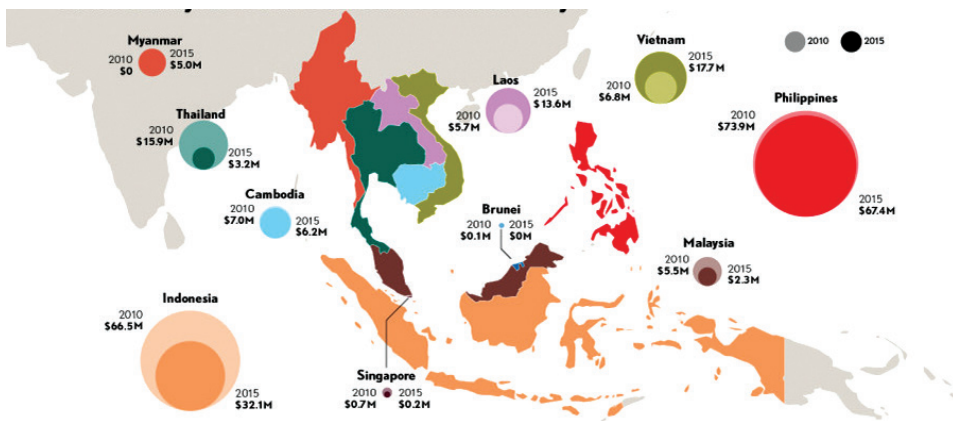 Myanmar
2010
$0
2015
$5.0M
Thailand
2010
$15.9M
2015
$3.2M
Cambodia
2010
$7.0M
2015
$6.2M
Indonesia
2010
$66.5M
2015
$32.1M
Laos
2010
$5.7M
2015
$13.6M
Vietnam
2010
$6.8M
2015
$17.7M
2010
2015
Philippines
2010
$73.9M
2015
$67.4M
Brunei
2010
$0.1M
2015
$0M
Malaysia
2010
$5.5M
2015
$2.3M
Singapore
2010
$0.7M
2015
$0.2M